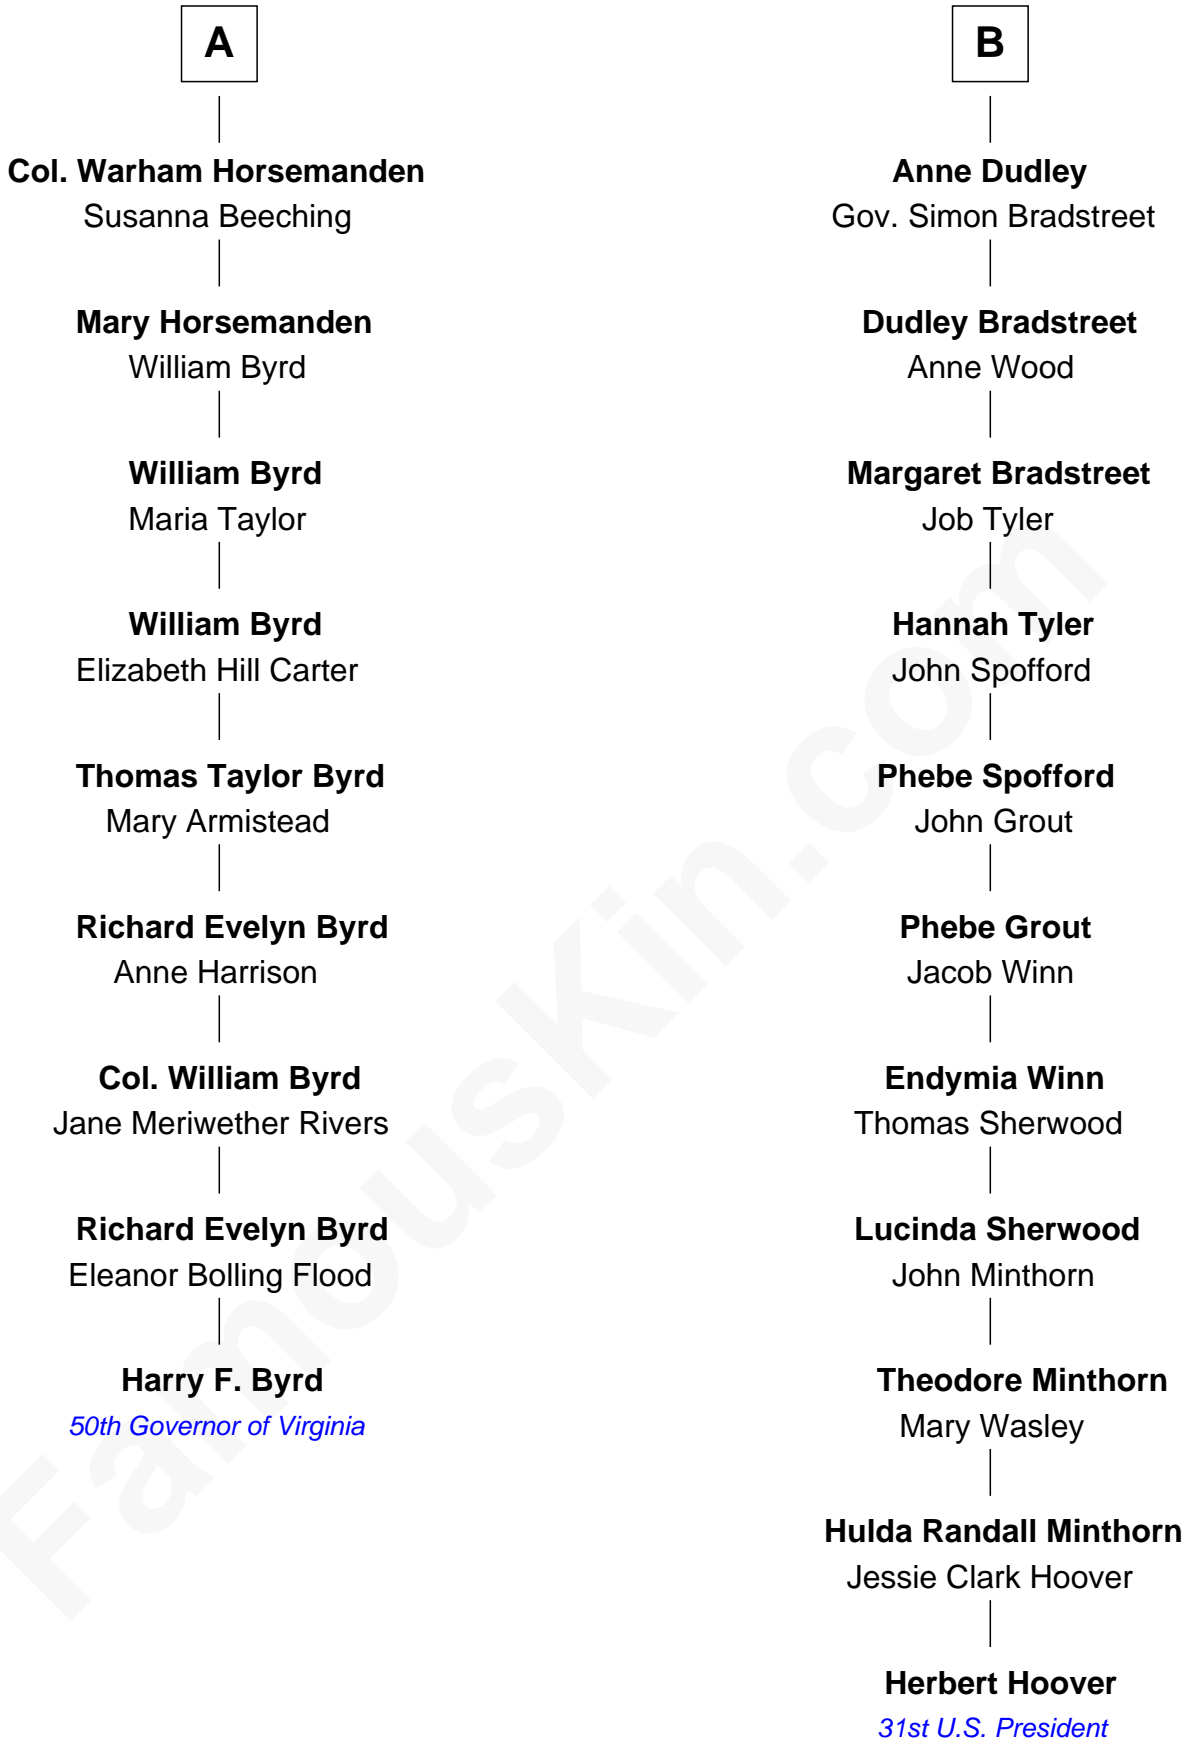 A
Col. Warham Horsemanden
Susanna Beeching
Mary Horsemanden
William Byrd
William Byrd
Maria Taylor
William Byrd
Elizabeth Hill Carter
Thomas Taylor Byrd
Mary Armistead
Richard Evelyn Byrd
Anne Harrison
Col. William Byrd
Jane Meriwether Rivers
Richard Evelyn Byrd
Eleanor Bolling Flood
Harry F. Byrd
50th Governor of Virginia
B
Anne Dudley
Gov. Simon Bradstreet
Dudley Bradstreet
Anne Wood
Margaret Bradstreet
Job Tyler
Hannah Tyler
John Spofford
Phebe Spofford
John Grout
Phebe Grout
Jacob Winn
Endymia Winn
Thomas Sherwood
Lucinda Sherwood
John Minthorn
Theodore Minthorn
Mary Wasley
Hulda Randall Minthorn
Jessie Clark Hoover
Herbert Hoover
31st U.S. President
FamousKin.com